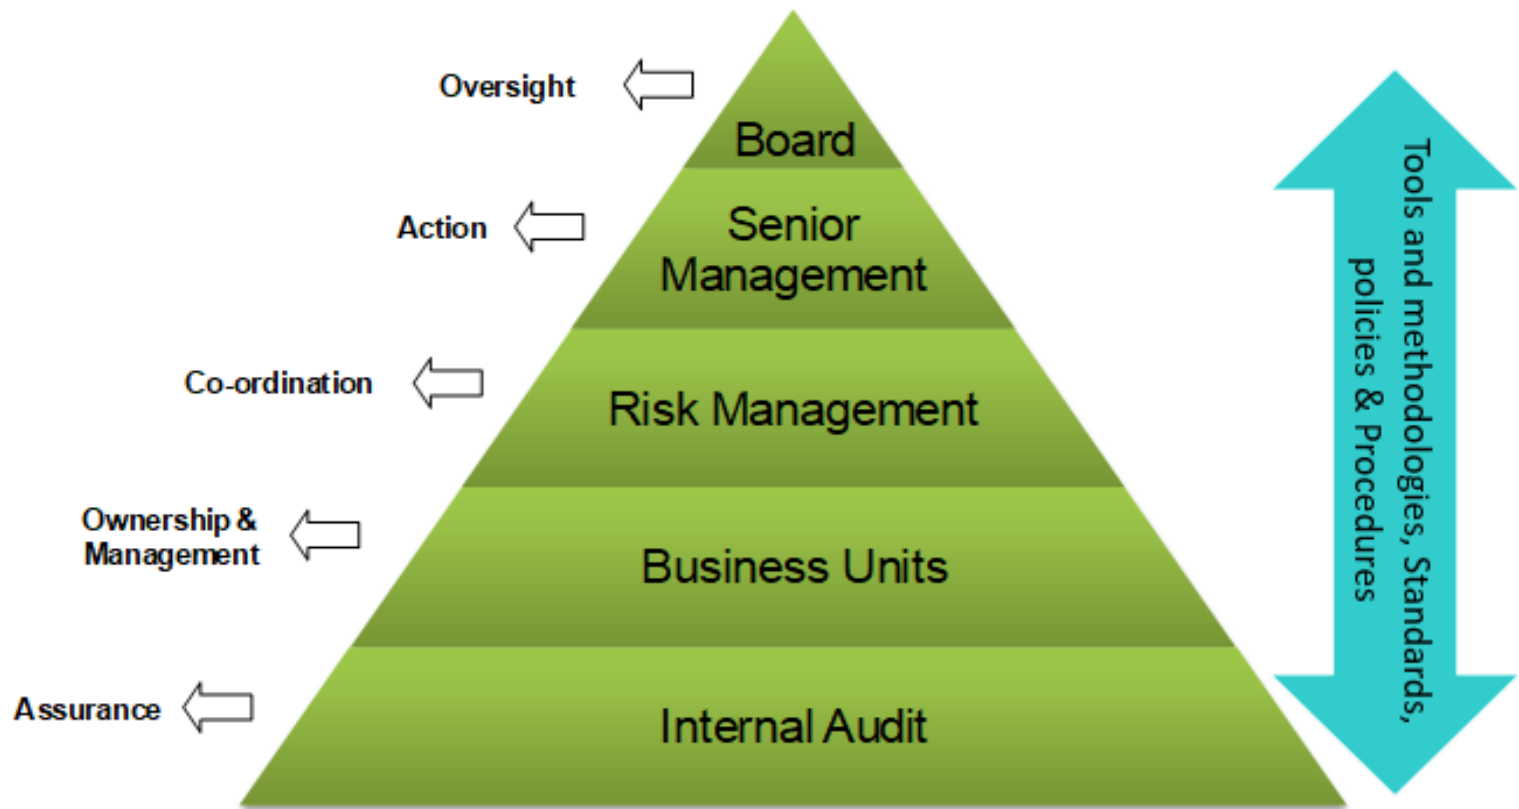 Oversight
Board
Action
Senior
Management
Co-ordination
Risk Management
Ownership &
Management
Business Units
Assurance
Internal Audit
Tools and methodologies, Standards,
policies & Procedures